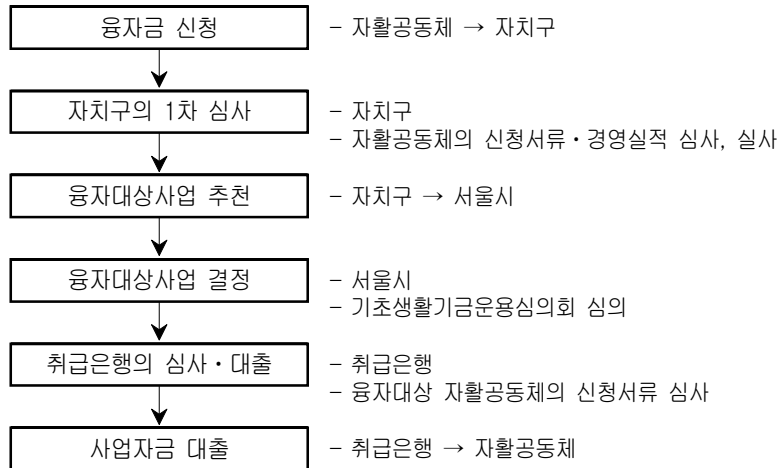 융자금 신청
- 자활공동체 → 자치구
자치구의 1차 심사
- 자치구
- 자활공동체의 신청서류・경영실적 심사, 실사
융자대상사업 추천
- 자치구 → 서울시
융자대상사업 결정
- 서울시
- 기초생활기금운용심의회 심의
취급은행의 심사・대출
- 취급은행
- 융자대상 자활공동체의 신청서류 심사
사업자금 대출
- 취급은행 → 자활공동체